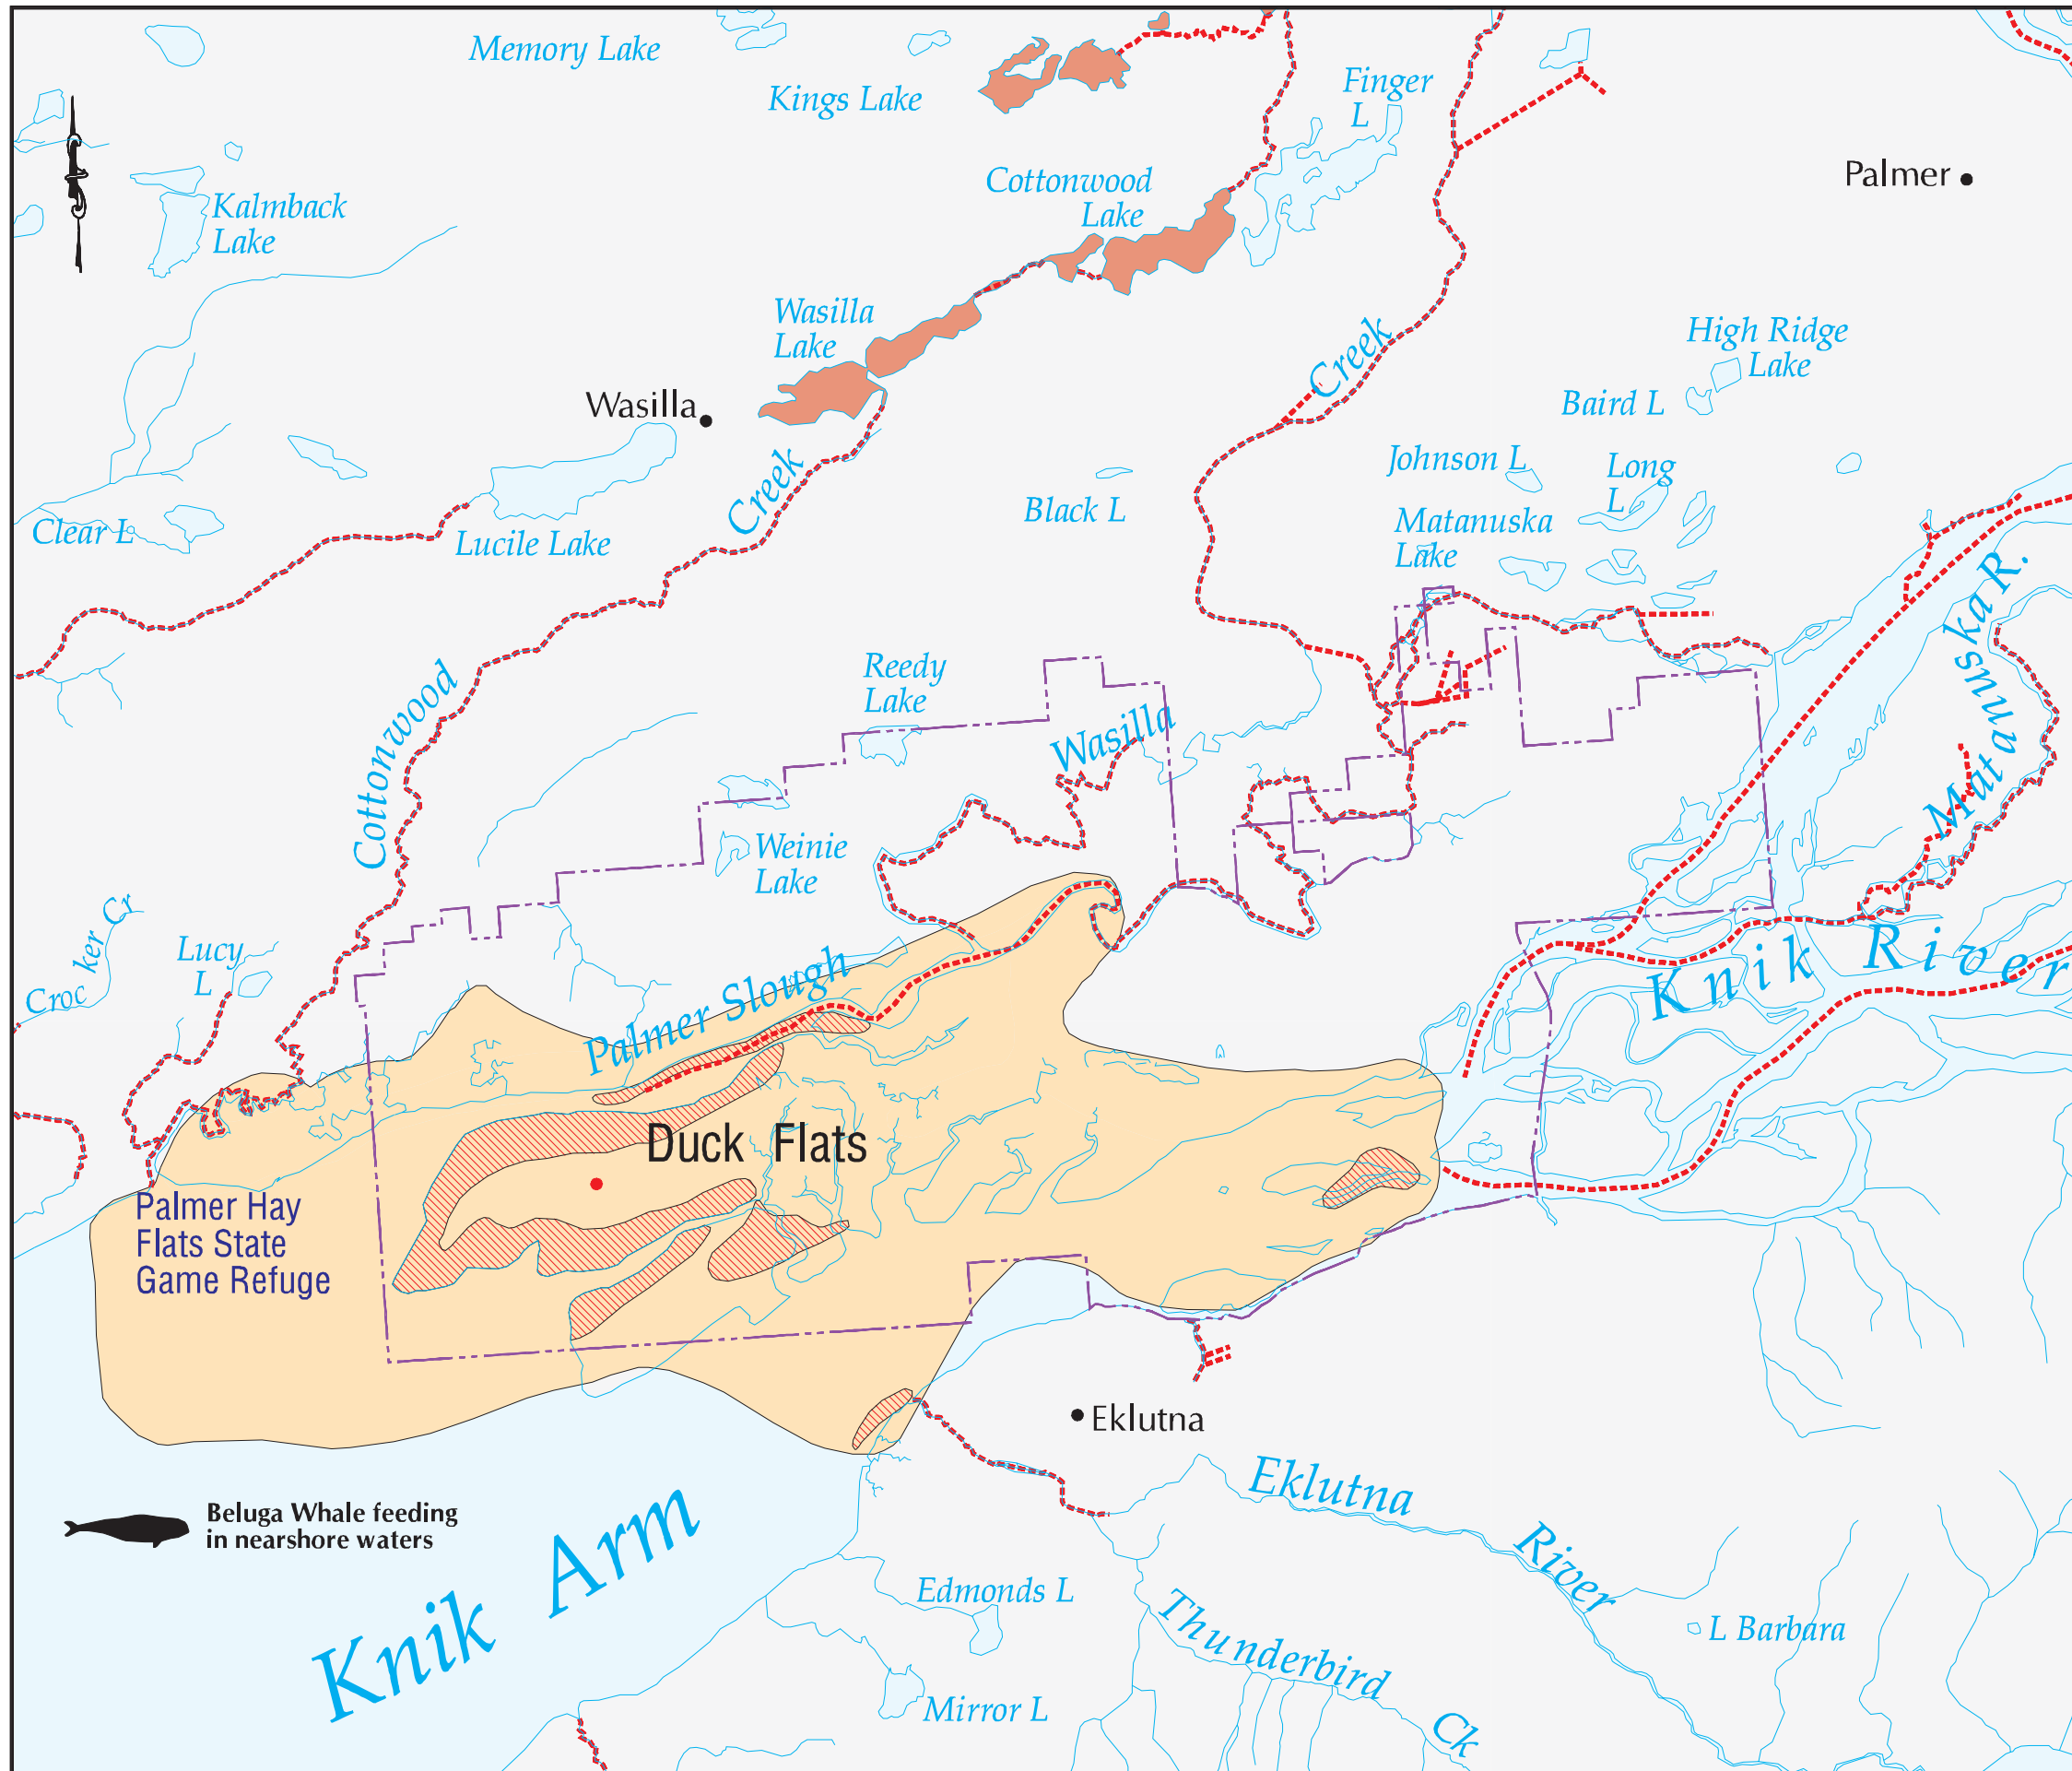 Memory Lake
Kings Lake
Finger
L
Palmer
Cottonwood
Lake
Kalmback
Lake
Wasilla
Lake
High Ridge
Lake
Creek
Baird L
Wasilla
Johnson L
Long
L
Creek
Black L
Clear L
Lucile Lake
Matanuska
Lake
Matanuska R.
Reedy
Lake
Wasilla
Cottonwood
Weinie
Lake
Crocker Cr
Lucy
L
Palmer Slough
Knik River
Duck Flats
Palmer Hay
Flats State
Game Refuge
Eklutna
Beluga Whale feeding
in nearshore waters
Eklutna
River
Knik Arm
Edmonds L
L Barbara
Thunderbird
Ck
Mirror L